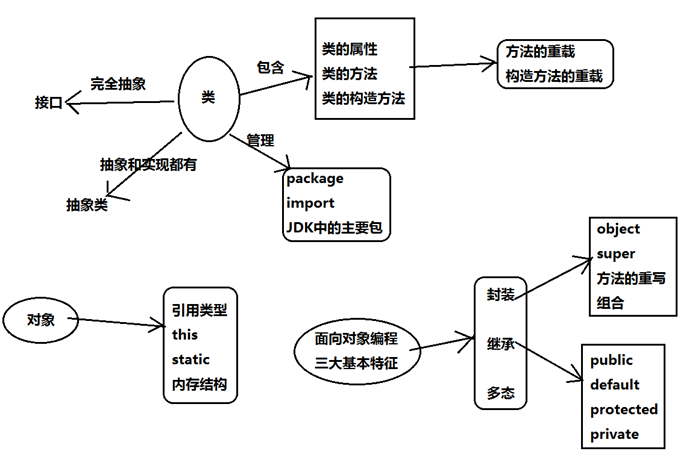 完全抽象
接口
类
包含
类的属性
类的方法
类的构造方法
方法的重载
构造方法的重载
抽象和实现都有
抽象类
管理
package
import
JDK中的主要包
对象
引用类型
this
static
内存结构
面向对象编程
三大基本特征
封装
继承
多态
object
super
方法的重写
组合
public
default
protected
private